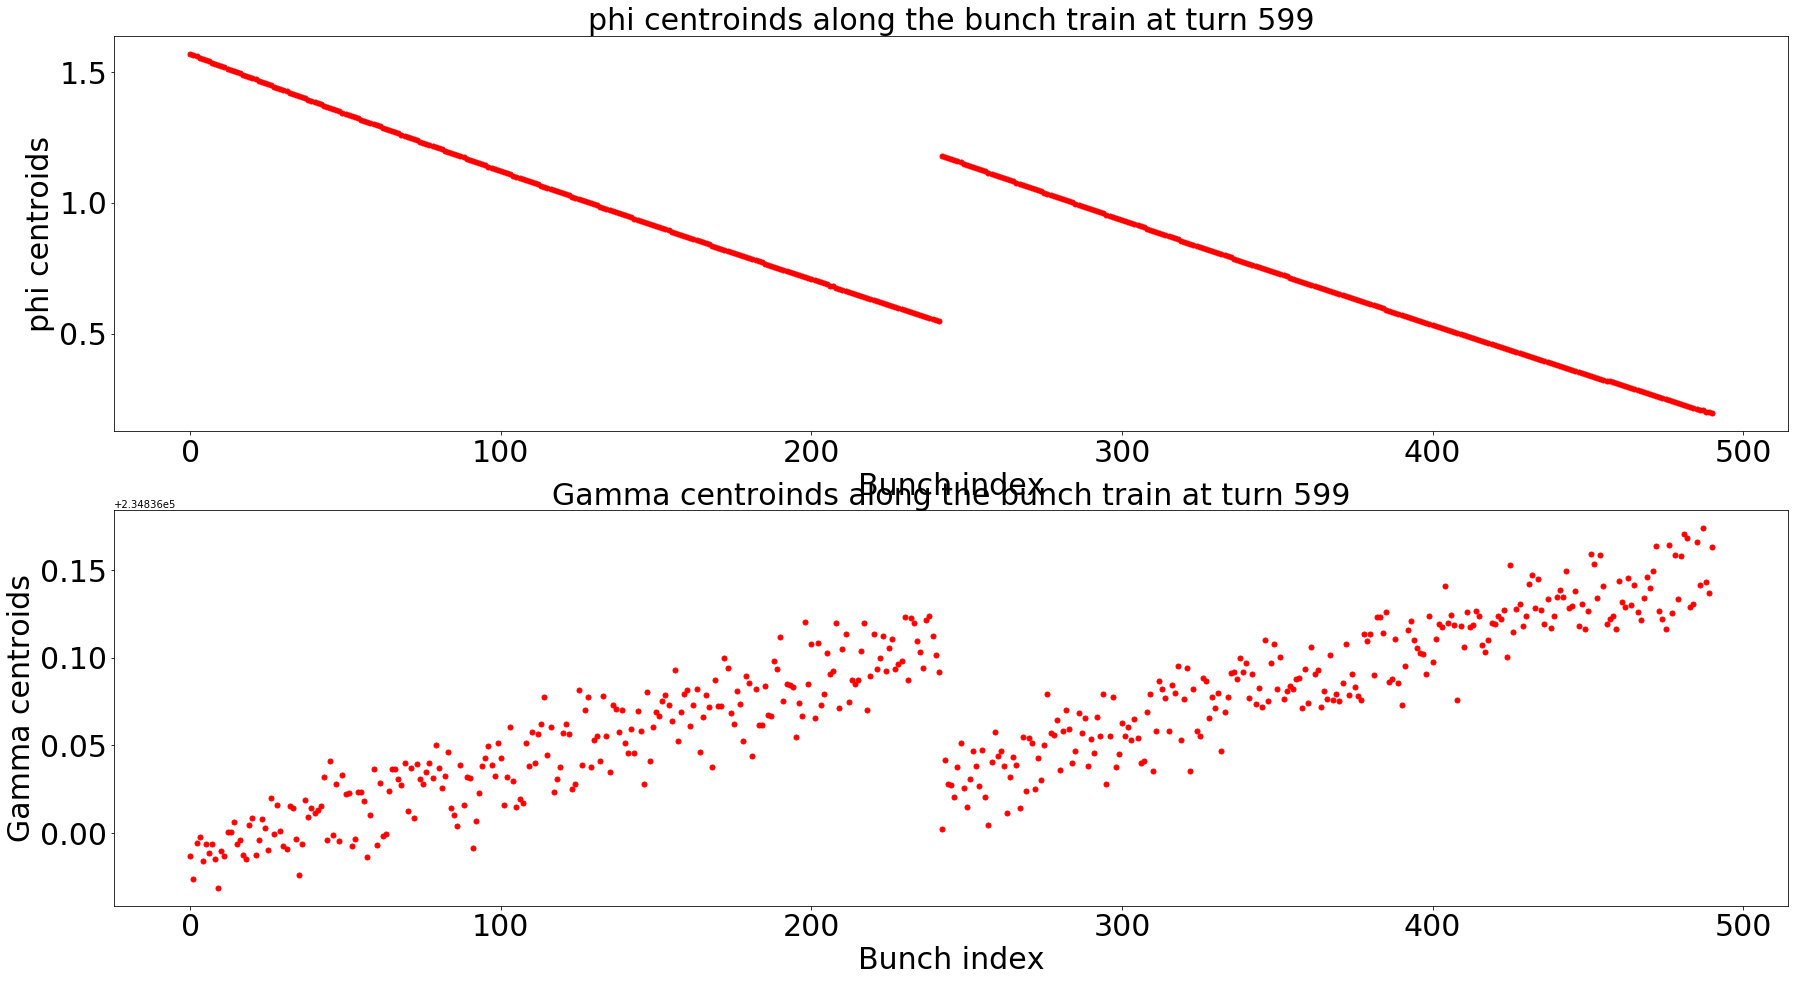 phi centroinds along the bunch train at turn 599
phi centroids
1.5
1.0
0.5
0 100 200 300 400 500
Bunch index
Gamma centroinds along the bunch train at turn 599
+2.34836e5
Gamma centroids
0.15
0.10
0.05
0.00
0 100 200 300 400 500
Bunch index